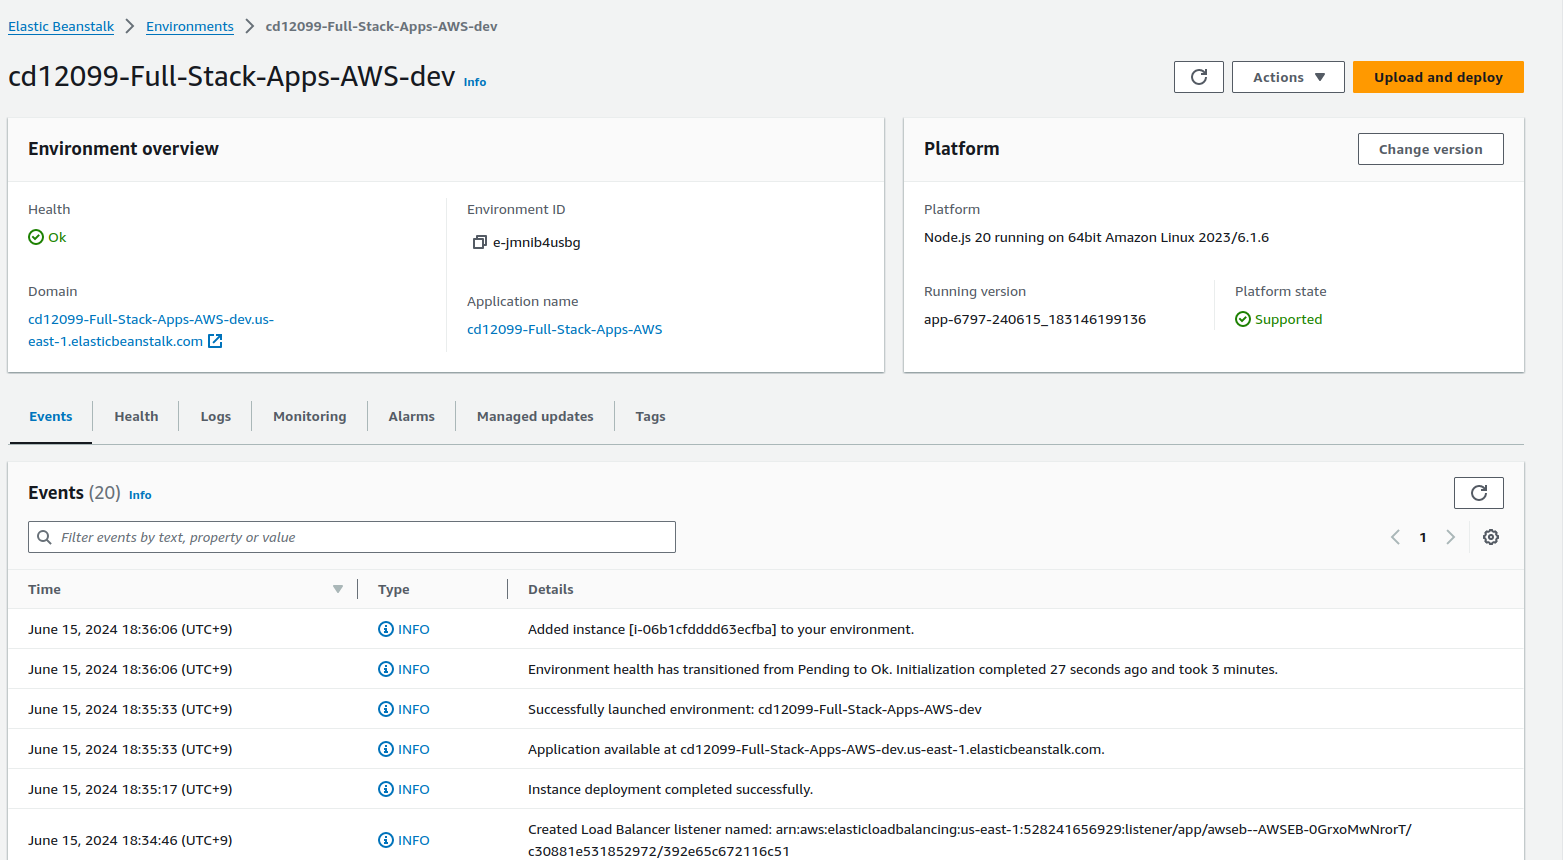 Elastic Beanstalk > Environments > cd12099-Full-Stack-Apps-AWS-dev
cd12099-Full-Stack-Apps-AWS-dev Info
Actions
Upload and deploy
Environment overview
Health
Ok
Domain
cd12099-Full-Stack-Apps-AWS-dev.us-
east-1.elasticbeanstalk.com
Environment ID
e-jmnib4usbg
Application name
cd12099-Full-Stack-Apps-AWS
Platform
Change version
Platform
Node.js 20 running on 64bit Amazon Linux 2023/6.1.6
Running version
app-6797-240615_183146199136
Platform state
Supported
Events
Health
Logs
Monitoring
Alarms
Managed updates
Tags
Events (20) Info
Filter events by text, property or value
1
Time Type Details
June 15, 2024 18:36:06 (UTC+9) INFO Added instance [i-06b1cfdddd63ecfba] to your environment.
June 15, 2024 18:36:06 (UTC+9) INFO Environment health has transitioned from Pending to Ok. Initialization completed 27 seconds ago and took 3 minutes.
June 15, 2024 18:35:33 (UTC+9) INFO Successfully launched environment: cd12099-Full-Stack-Apps-AWS-dev
June 15, 2024 18:35:33 (UTC+9) INFO Application available at cd12099-Full-Stack-Apps-AWS-dev.us-east-1.elasticbeanstalk.com.
June 15, 2024 18:35:17 (UTC+9) INFO Instance deployment completed successfully.
June 15, 2024 18:34:46 (UTC+9) INFO Created Load Balancer listener named: arn:aws:elasticloadbalancing:us-east-1:528241656929:listener/app/awseb--AWSEB-0GrxoMwNrorT/
c30881e531852972/392e65c672116c51